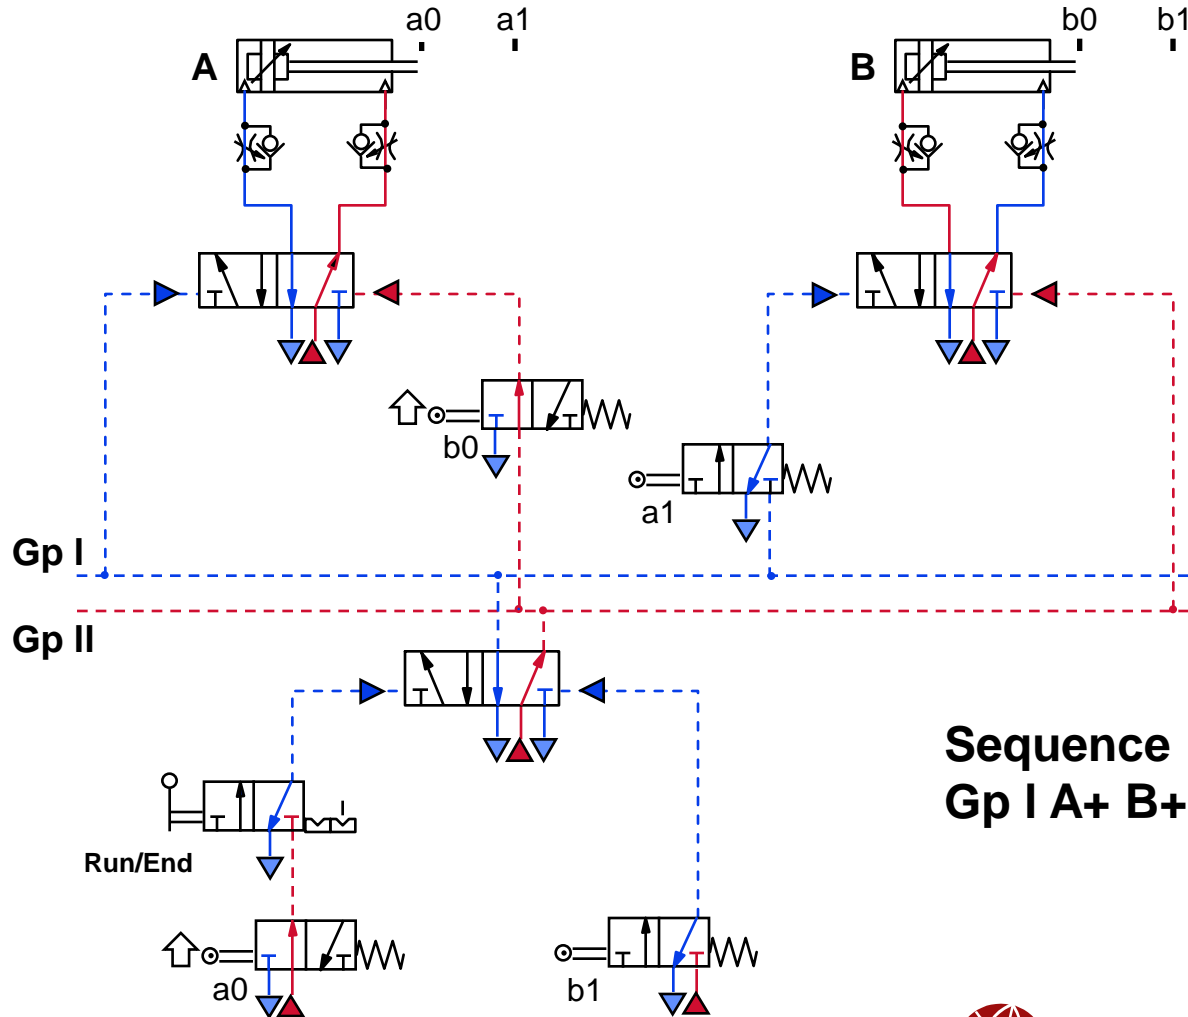 a0 a1 b0 b1
A B
b0
a1
Gp I
Gp II
Sequence
Gp I A+ B+
Run/End
a0 b1